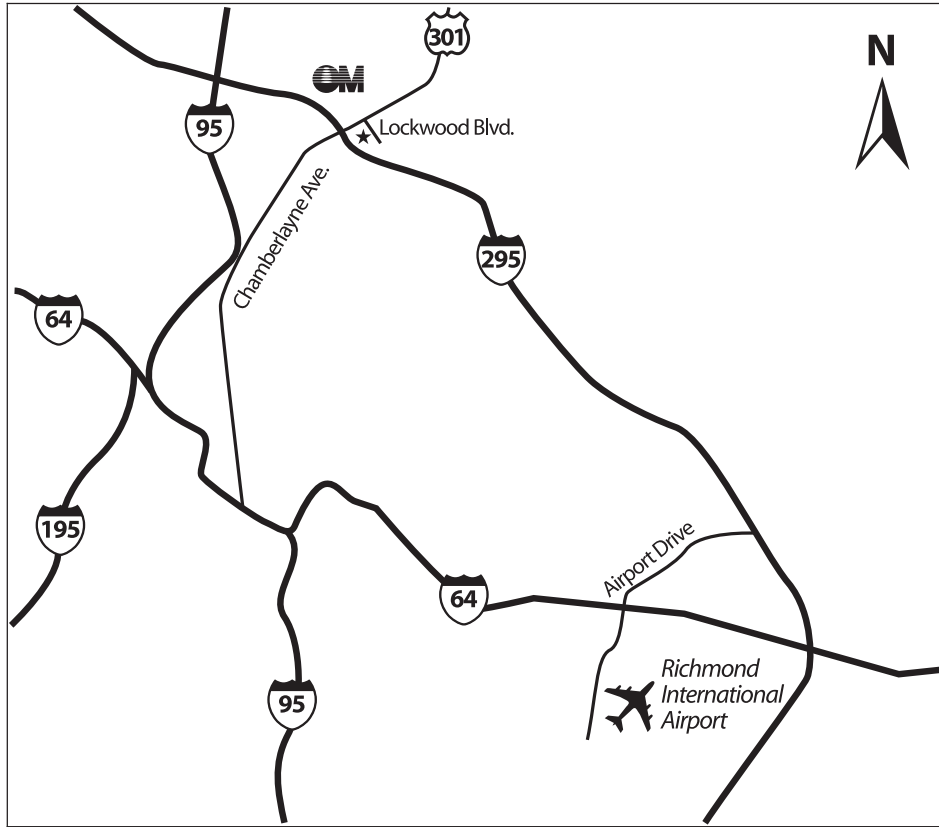 301
N
OM
95
Lockwood Blvd.
Chamberlayne Ave.
295
64
195
Airport Drive
64
Richmond
International
Airport
95